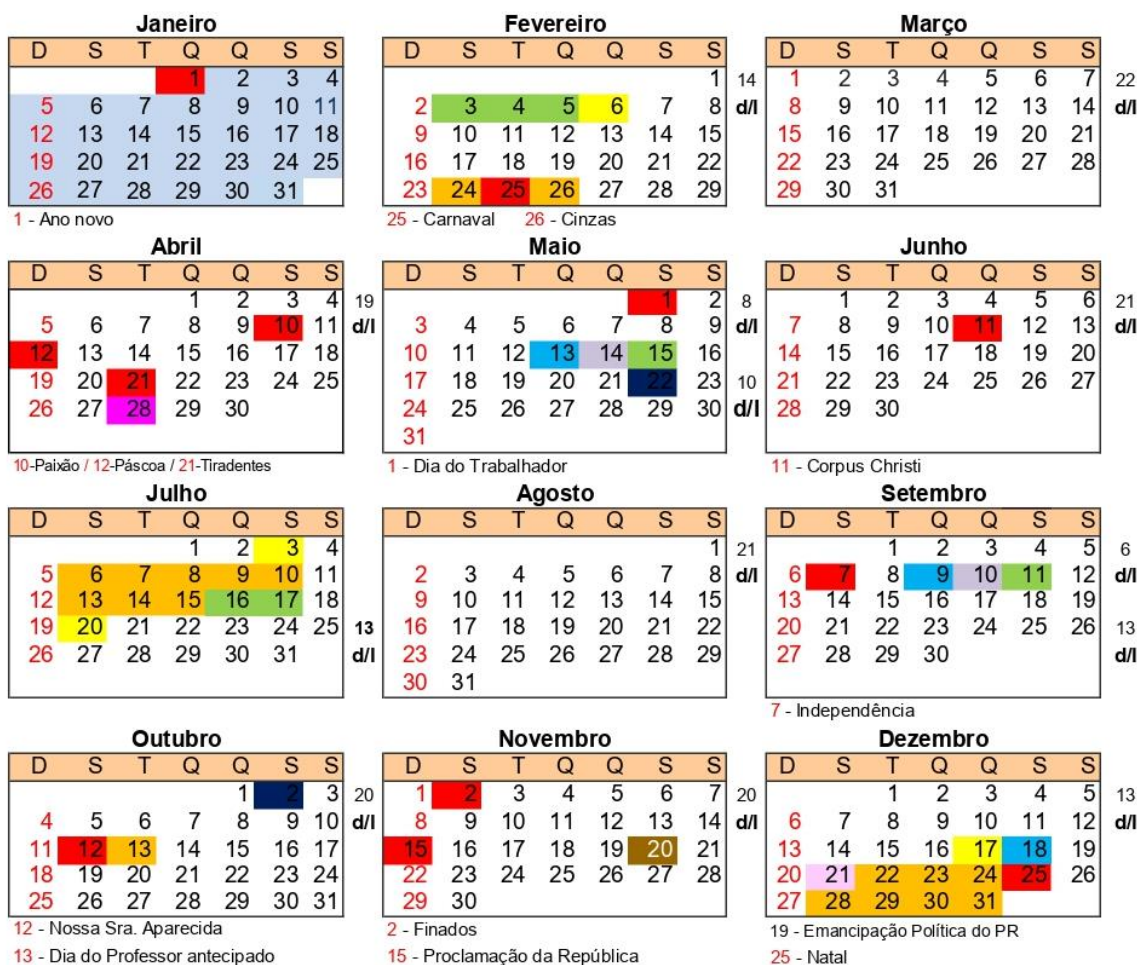 Janeiro
D S T Q Q S S
1 2 3 4
5 6 7 8 9 10 11
12 13 14 15 16 17 18
19 20 21 22 23 24 25
26 27 28 29 30 31
1 - Ano novo
Fevereiro
D S T Q Q S S
1 14
2 3 4 5 6 7 8 d/l
9 10 11 12 13 14 15
16 17 18 19 20 21 22
23 24 25 26 27 28 29
25 - Carnaval 26 - Cinzas
Março
D S T Q Q S S
1 2 3 4 5 6 7 22
8 9 10 11 12 13 14 d/l
15 16 17 18 19 20 21
22 23 24 25 26 27 28
29 30 31
Abril
D S T Q Q S S
1 2 3 4 19
5 6 7 8 9 10 11 d/l
12 13 14 15 16 17 18
19 20 21 22 23 24 25
26 27 28 29 30
10-Paixão / 12-Páscoa / 21-Tiradentes
Maio
D S T Q Q S S
1 2 8
3 4 5 6 7 8 9 d/l
10 11 12 13 14 15 16
17 18 19 20 21 22 23 10
24 25 26 27 28 29 30 d/l
31
1 - Dia do Trabalhador
Junho
D S T Q Q S S
1 2 3 4 5 6 21
7 8 9 10 11 12 13 d/l
14 15 16 17 18 19 20
21 22 23 24 25 26 27
28 29 30
11 - Corpus Christi
Julho
D S T Q Q S S
1 2 3 4
5 6 7 8 9 10 11
12 13 14 15 16 17 18
19 20 21 22 23 24 25 13
26 27 28 29 30 31 d/l
Agosto
D S T Q Q S S
1 21
2 3 4 5 6 7 8 d/l
9 10 11 12 13 14 15
16 17 18 19 20 21 22
23 24 25 26 27 28 29
30 31
Setembro
D S T Q Q S S
1 2 3 4 5 6
6 7 8 9 10 11 12 d/l
13 14 15 16 17 18 19
20 21 22 23 24 25 26 13
27 28 29 30 d/l
7 - Independência
Outubro
D S T Q Q S S
1 2 3 20
4 5 6 7 8 9 10 d/l
11 12 13 14 15 16 17
18 19 20 21 22 23 24
25 26 27 28 29 30 31
12 - Nossa Sra. Aparecida
13 - Dia do Professor antecipado
Novembro
D S T Q Q S S
1 2 3 4 5 6 7 20
8 9 10 11 12 13 14 d/l
15 16 17 18 19 20 21
22 23 24 25 26 27 28
29 30
2 - Finados
15 - Proclamação da República
Dezembro
D S T Q Q S S
1 2 3 4 5 13
6 7 8 9 10 11 12 d/l
13 14 15 16 17 18 19
20 21 22 23 24 25 26
27 28 29 30 31
19 - Emancipação Política do PR
25 - Natal